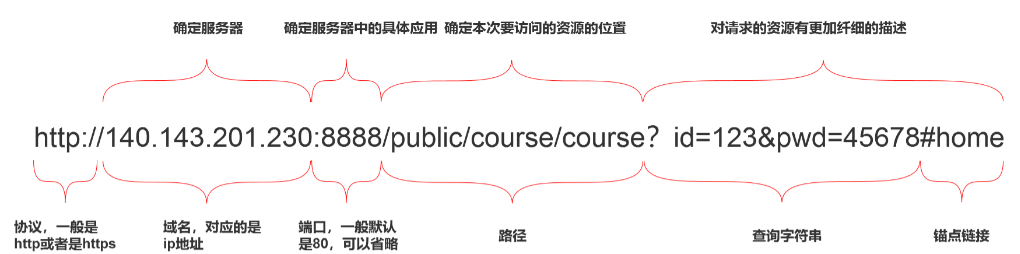 确定服务器
确定服务器中的具体应用
确定本次要访问的资源的位置
对请求的资源有更加纤细的描述
http://140.143.201.230:8888/public/course/course？id=123&pwd=45678#home
协议，一般是
http或者是https
域名，对应的是
ip地址
端口，一般默认
是80，可以省略
路径
查询字符串
锚点链接